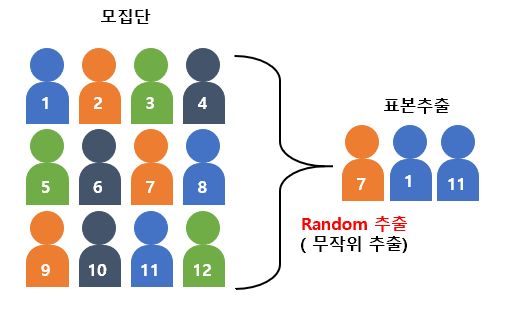 모집단
1 2 3 4
표본추출
5 6 7 8
7 1 11
Random 추출
( 무작위 추출)
9 10 11 12